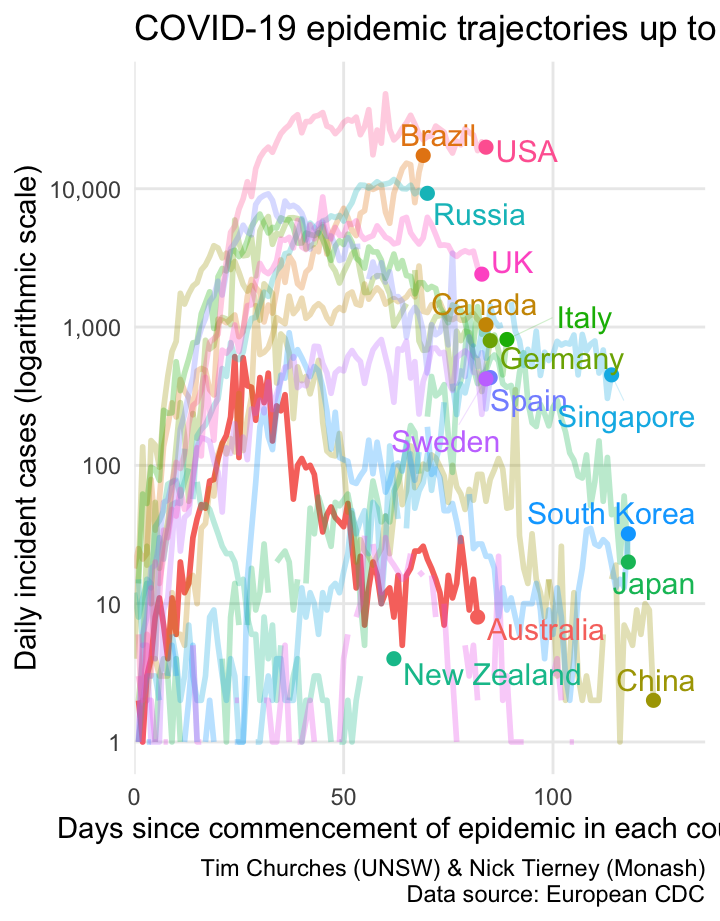 COVID-19 epidemic trajectories up to
Daily incident cases (logarithmic scale)
10,000
1,000
100
10
1
Brazil
USA
Russia
UK
Canada
Italy
Germany
Spain
Singapore
Sweden
South Korea
Japan
Australia
New Zealand
China
0
50
100
Days since commencement of epidemic in each cou
Tim Churches (UNSW) & Nick Tierney (Monash)
Data source: European CDC